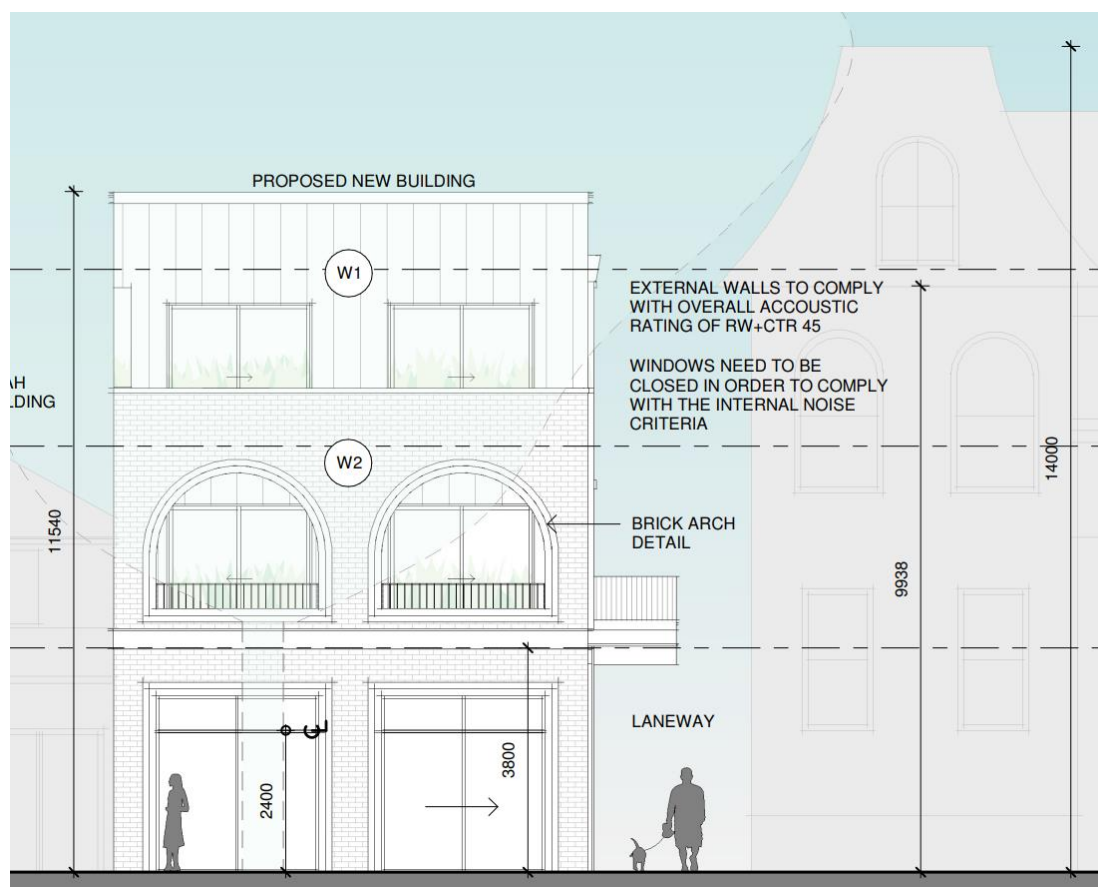 PROPOSED NEW BUILDING
W1
EXTERNAL WALLS TO COMPLY
WITH OVERALL ACCOUSTIC
RATING OF RW+CTR 45
WINDOWS NEED TO BE
CLOSED IN ORDER TO COMPLY
WITH THE INTERNAL NOISE
CRITERIA
AH
LDING
W2
14000
11540
BRICK ARCH
DETAIL
9938
LANEWAY
3800
2400